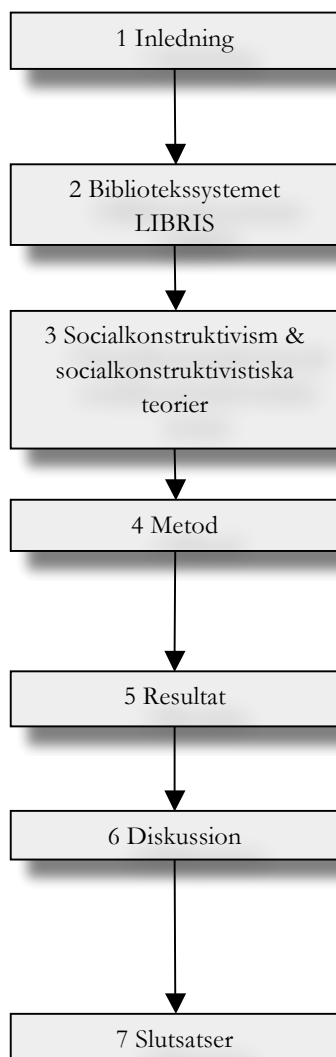 1 Inledning
2 Bibliotekssystemet
LIBRIS
3 Socialkonstruktivism &
socialkonstruktivistiska
teorier
4 Metod
5 Resultat
6 Diskussion
7 Slutsatser